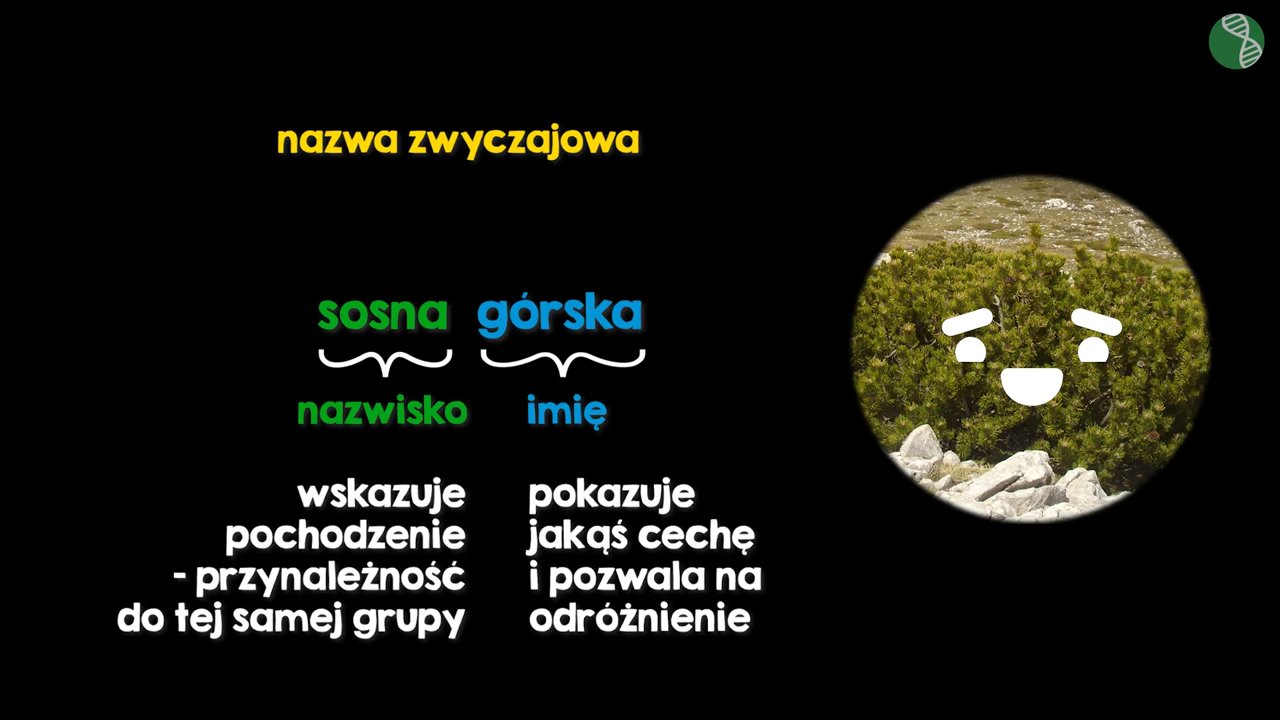 nazwa zwyczajowa
sosna górska
nazwisko imię
wskazuje
pochodzenie
- przynależność
do tej samej grupy
pokazuje
jakąś cechę
i pozwala na
odróżnienie